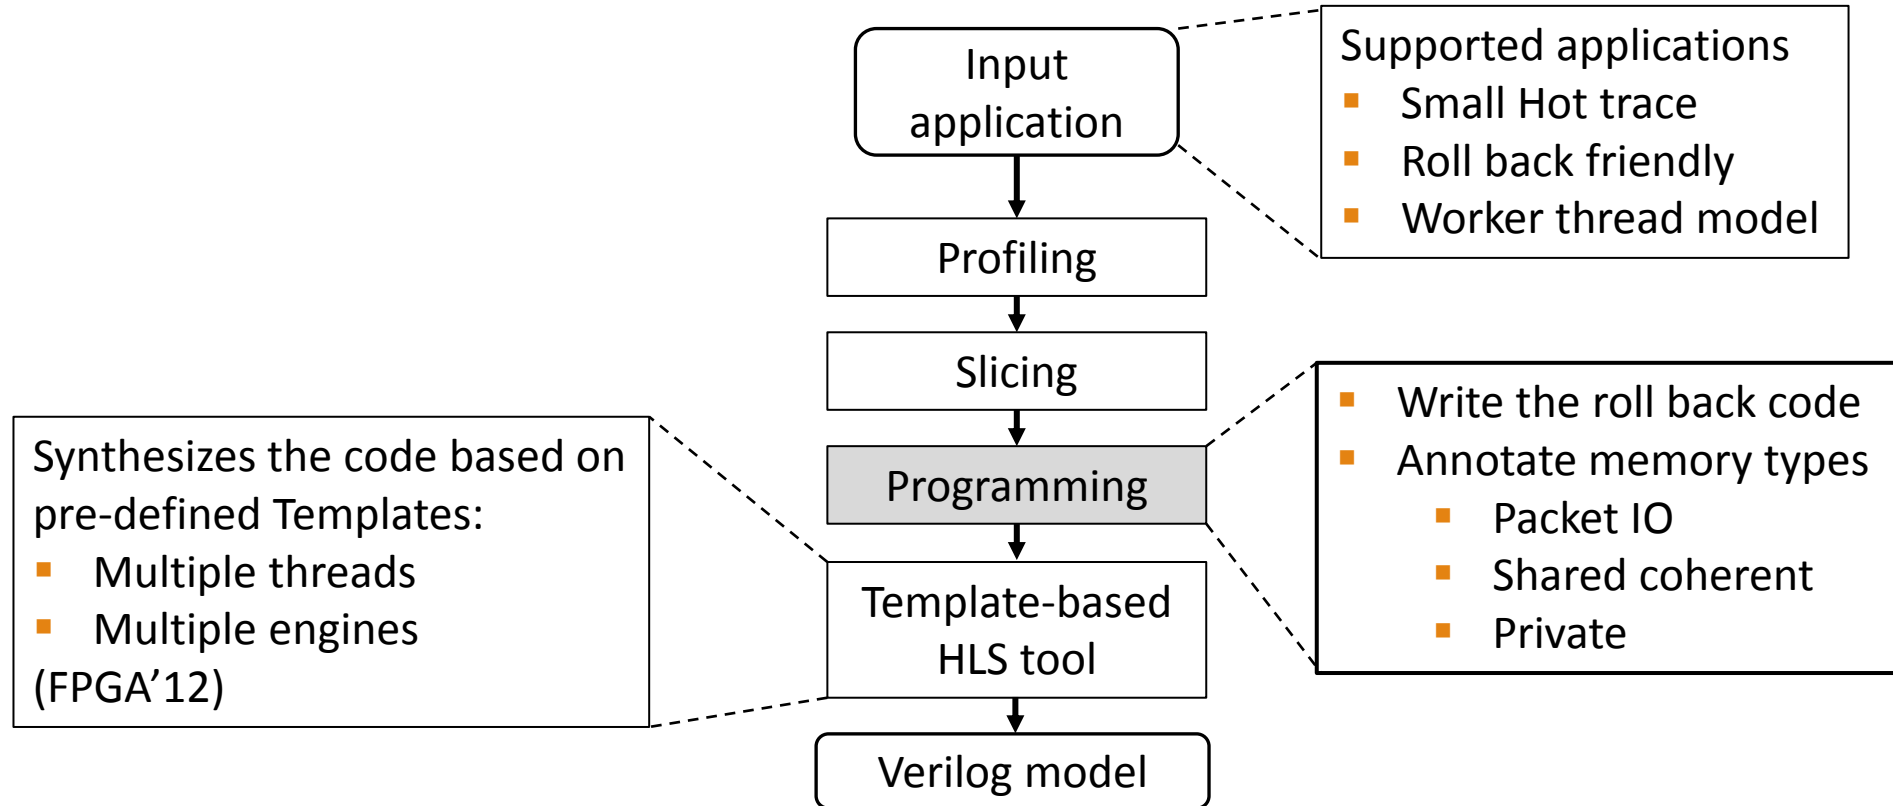 Input
application
Supported applications
▪ Small Hot trace
▪ Roll back friendly
▪ Worker thread model
Profiling
Slicing
Programming
▪ Write the roll back code
▪ Annotate memory types
▪ Packet IO
▪ Shared coherent
▪ Private
Synthesizes the code based on
pre-defined Templates:
▪ Multiple threads
▪ Multiple engines
(FPGA’12)
Template-based
HLS tool
Verilog model